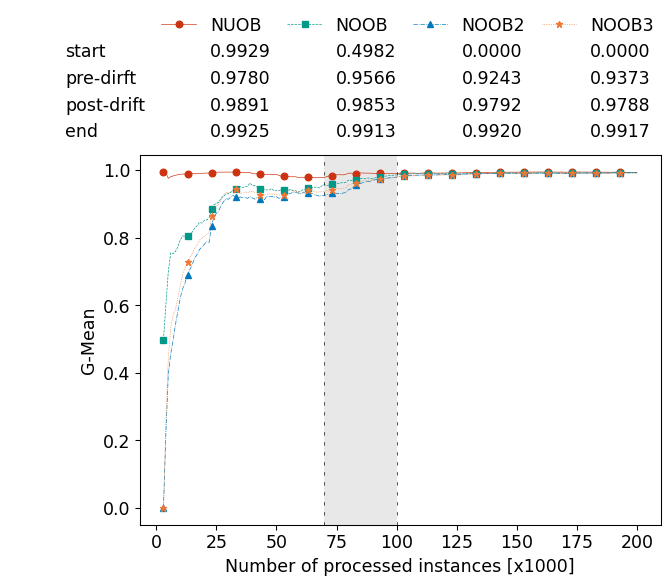 NUOB NOOB NOOB2 NOOB3
start 0.9929 0.4982 0.0000 0.0000
pre-dirft 0.9780 0.9566 0.9243 0.9373
post-drift 0.9891 0.9853 0.9792 0.9788
end 0.9925 0.9913 0.9920 0.9917
1.0
0.8
0.6
0.4
0.2
0.0
G-Mean
0 25 50 75 100 125 150 175 200
Number of processed instances [x1000]